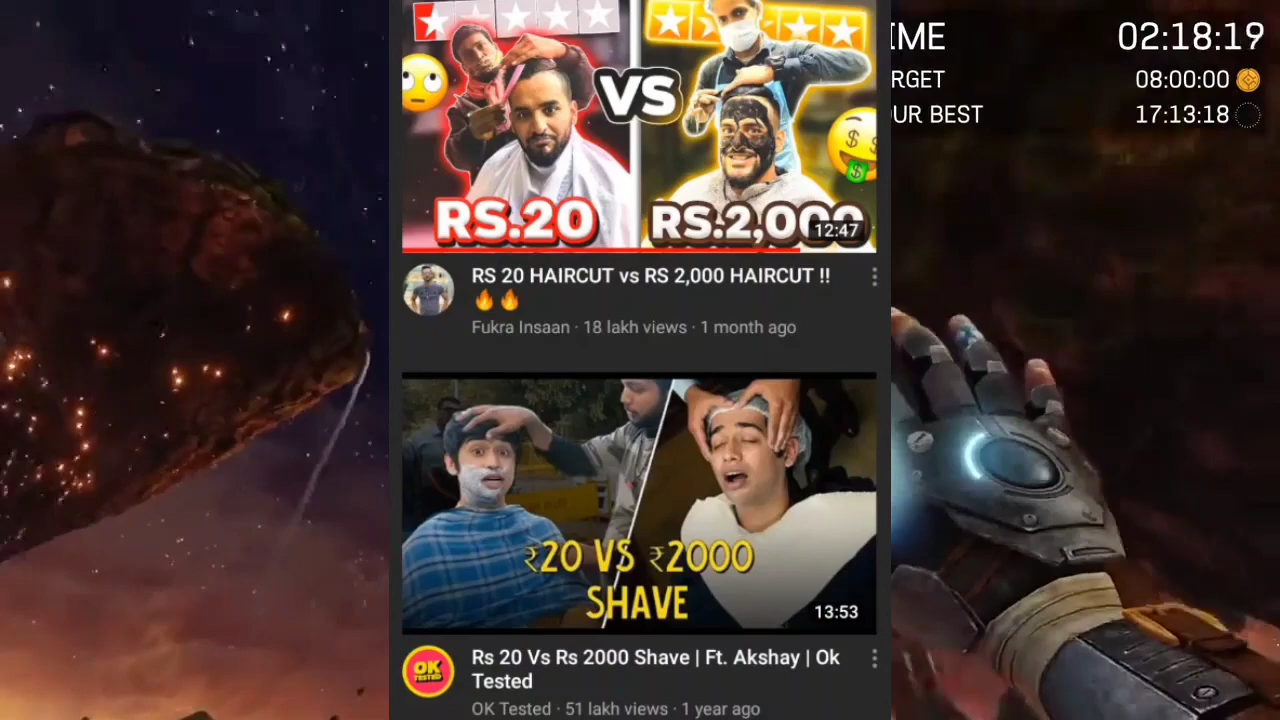 VS
RS.20
RS.2,000
12:47
RS 20 HAIRCUT vs RS 2,000 HAIRCUT !!
🔥🔥
Fukra Insaan · 18 lakh views · 1 month ago
₹20 VS ₹2000
SHAVE
13:53
OK
TESTED
Rs 20 Vs Rs 2000 Shave | Ft. Akshay | Ok
Tested
OK Tested · 51 lakh views · 1 year ago
IME 02:18:19
RGET 08:00:00
UR BEST 17:13:18